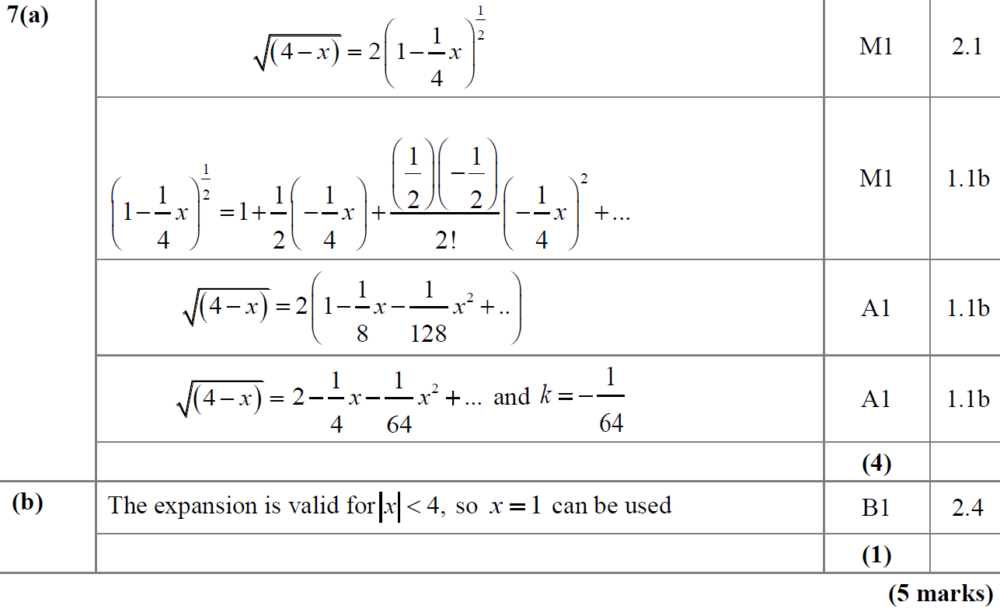 7(a) √(4 − x) = 2(1 − 1/4 x)^(1/2) M1 2.1
(1 − 1/4 x)^(1/2) = 1 + 1/2(−1/4 x) + ((1/2)(−1/2))/2! (−1/4 x)^2 + ... M1 1.1b
√(4 − x) = 2(1 − 1/8 x − 1/128 x² + ..) A1 1.1b
√(4 − x) = 2 − 1/4 x − 1/64 x² + ... and k = − 1/64 A1 1.1b
(4)
(b) The expansion is valid for |x| < 4, so x = 1 can be used B1 2.4
(1)
(5 marks)